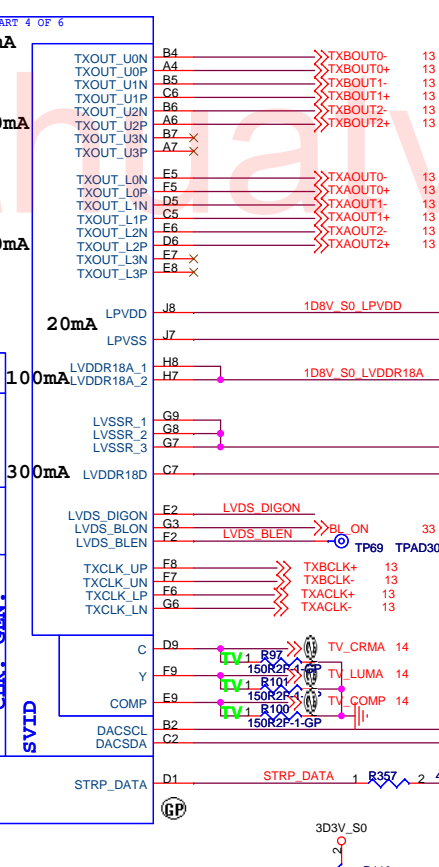 ART 4 OF 6
mA
TXOUT_U0N B4 TXBOUT0- 13
TXOUT_U0P A4 TXBOUT0+ 13
TXOUT_U1N B5 TXBOUT1- 13
TXOUT_U1P C6 TXBOUT1+ 13
TXOUT_U2N B6 TXBOUT2- 13
0mA TXOUT_U2P A6 TXBOUT2+ 13
TXOUT_U3N B7
TXOUT_U3P A7
TXOUT_L0N E5 TXAOUT0- 13
TXOUT_L0P F5 TXAOUT0+ 13
TXOUT_L1N D5 TXAOUT1- 13
TXOUT_L1P C5 TXAOUT1+ 13
TXOUT_L2N E6 TXAOUT2- 13
0mA TXOUT_L2P D6 TXAOUT2+ 13
TXOUT_L3N E7
TXOUT_L3P E8
LPVDD J8 1D8V_S0_LPVDD
20mA
LPVSS J7
LVDDR18A_1 H8
100mA LVDDR18A_2 H7 1D8V_S0_LVDDR18A
LVSSR_1 G9
LVSSR_2 G8
LVSSR_3 G7
300mA LVDDR18D C7
LVDS_DIGON E2 LVDS_DIGON
LVDS_BLON G3 BL_ON 33
LVDS_BLEN F2 LVDS_BLEN TP69 TPAD30
TXCLK_UP F8 TXBCLK+ 13
TXCLK_UN F7 TXBCLK- 13
TXCLK_LP F6 TXACLK+ 13
TXCLK_LN G6 TXACLK- 13
C D9 TV_CRMA 14
TV 1 R97
150R2F-1-GP
Y F9 TV_LUMA 14
TV 1 R101
150R2F-1-GP
COMP E9 TV_COMP 14
TV 1 R100
150R2F-1-GP
DACSCL B2
DACSDA C2
SVID
STRP_DATA D1 STRP_DATA 1 R357 2
GP
3D3V_S0
2